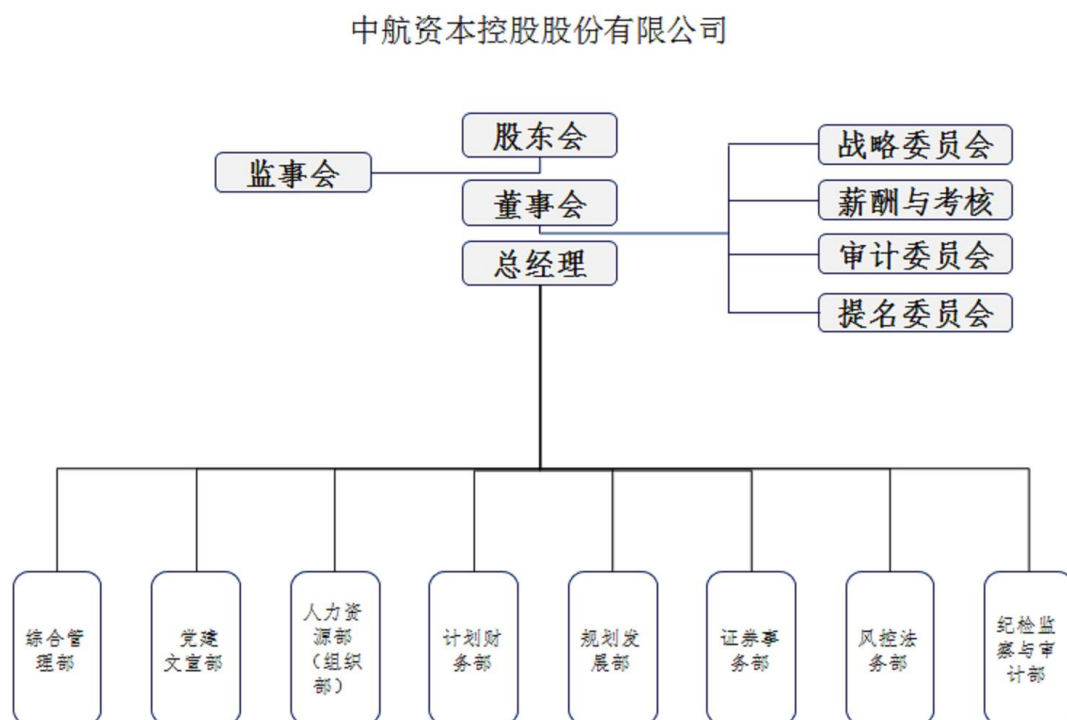 中航资本控股股份有限公司
股东会
监事会
董事会
总经理
战略委员会
薪酬与考核
审计委员会
提名委员会
综合管
理部
党建
文宣部
人力资
源部
（组织
部）
计划财
务部
规划发
展部
证券事
务部
风控法
务部
纪检监
察与审
计部